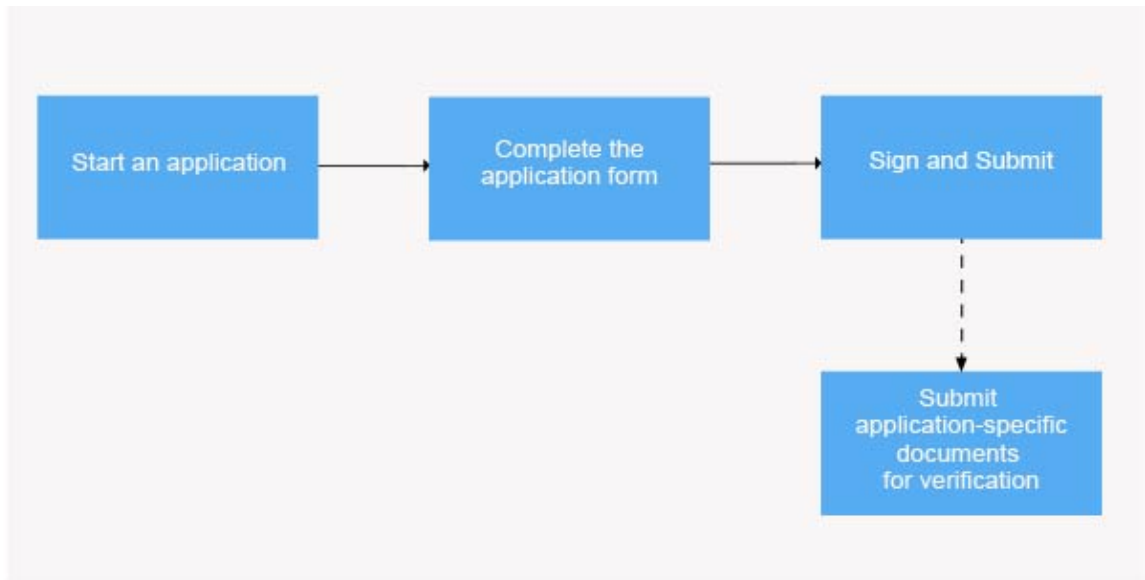 Start an application
Complete the
application form
Sign and Submit
Submit
application-specific
documents
for verification